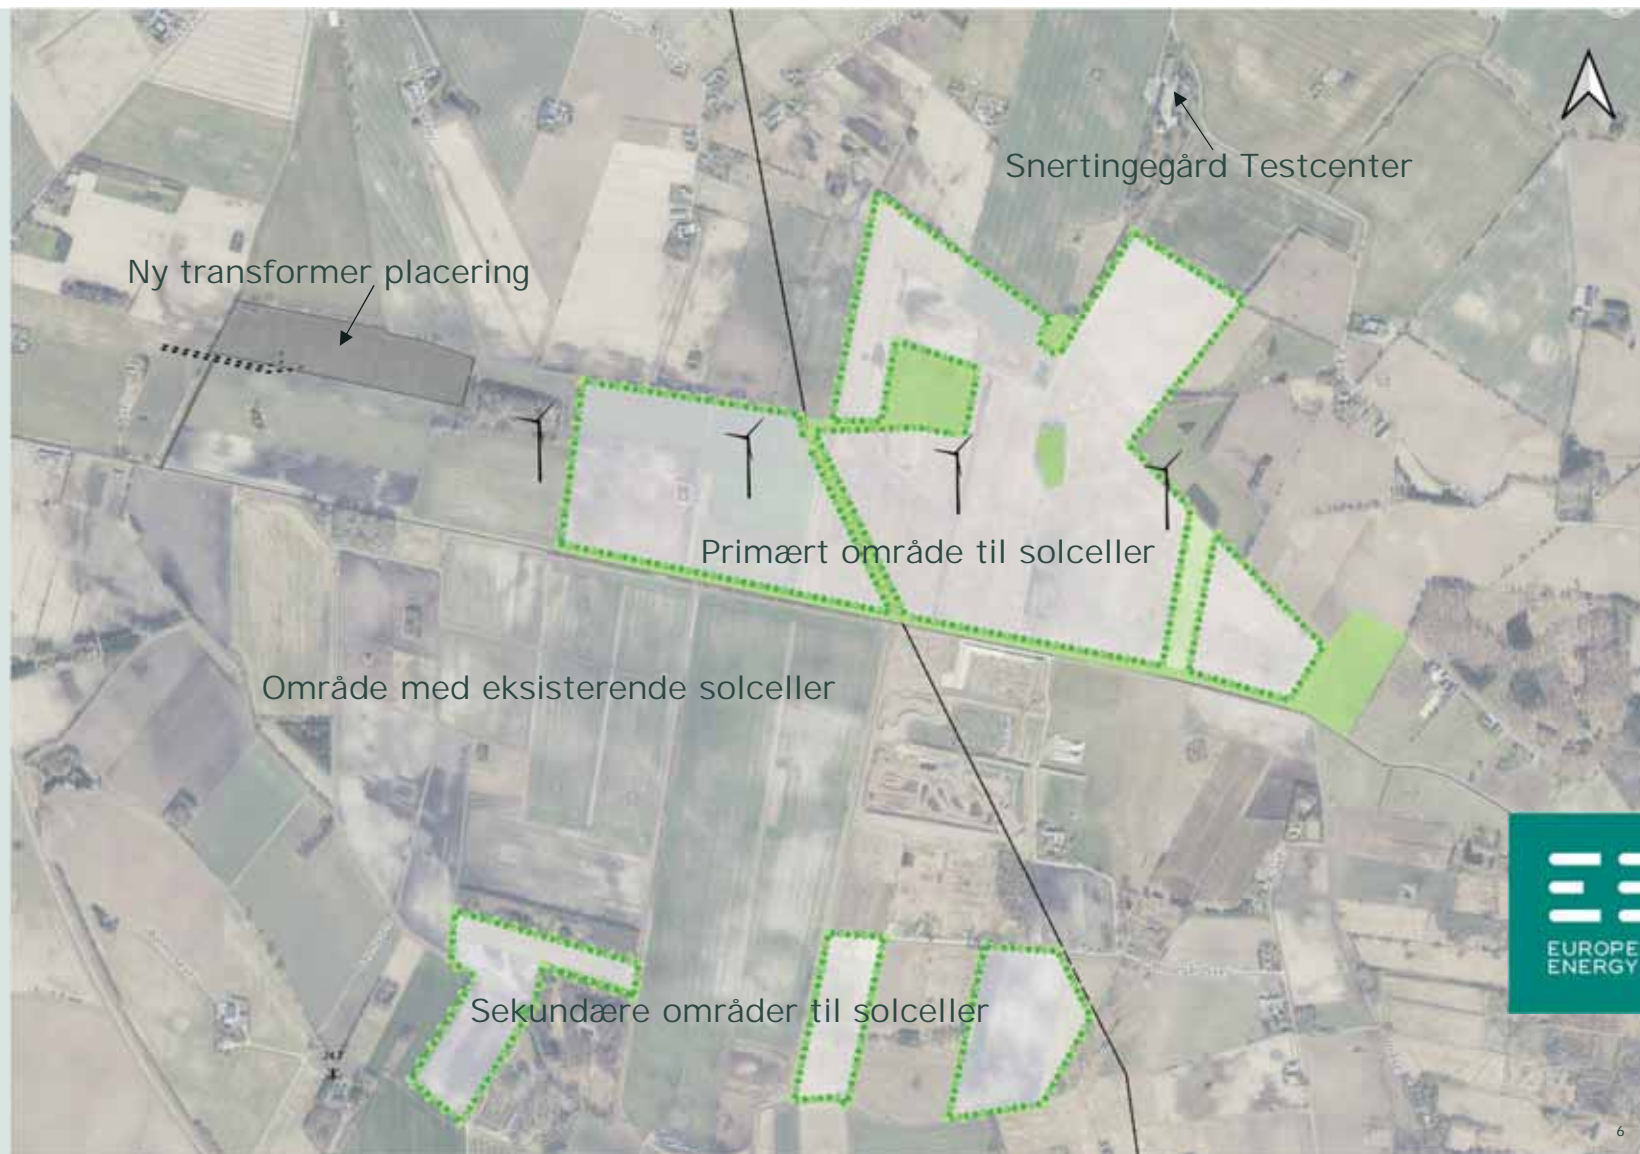 Snertingegård Testcenter
Ny transformer placering
Primært område til solceller
Område med eksisterende solceller
Sekundære områder til solceller
EUROPE
ENERGY
6